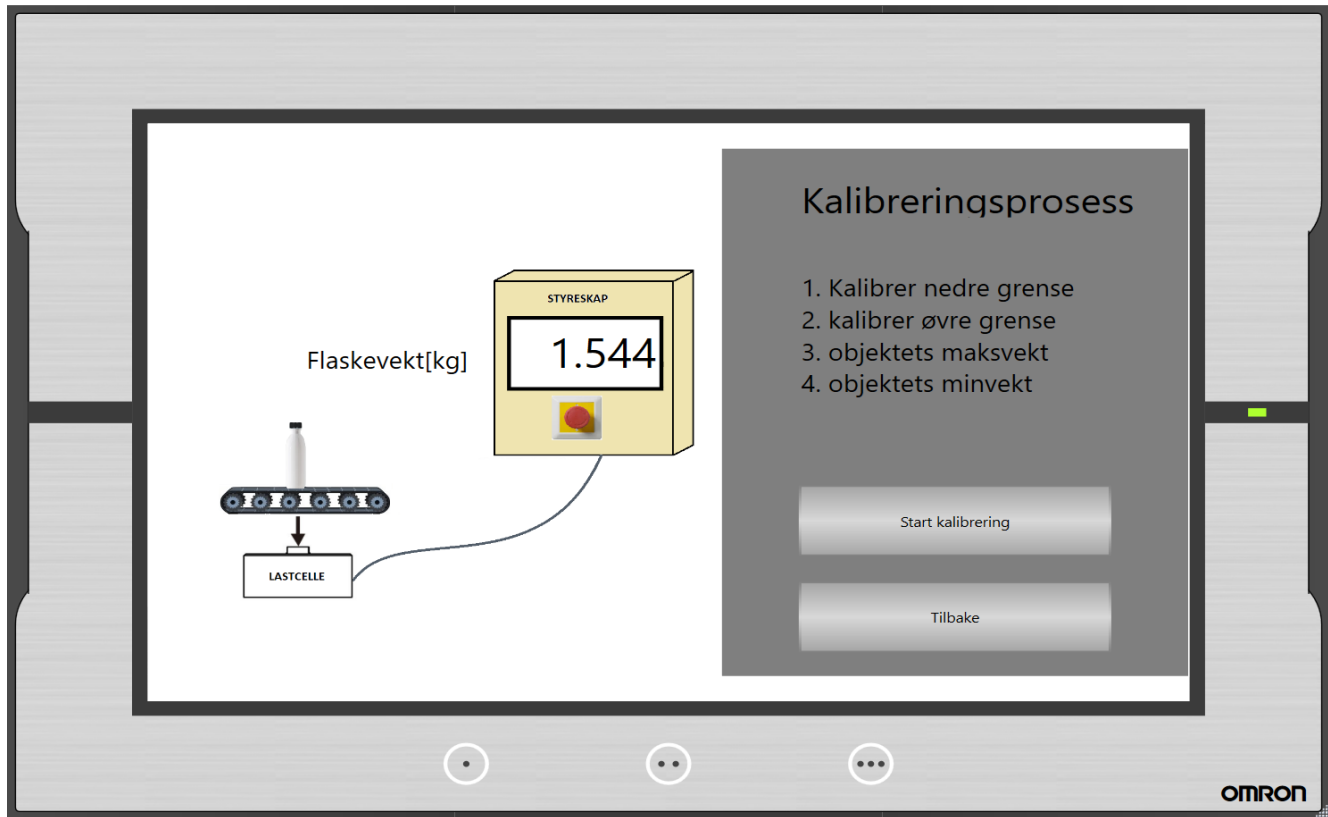 Kalibreringsprosess
1. Kalibrer nedre grense
2. kalibrer øvre grense
3. objektets maksvekt
4. objektets minvekt
STYRESKAP
1.544
Flaskevekt[kg]
LASTCELLE
Start kalibrering
Tilbake
OMRON